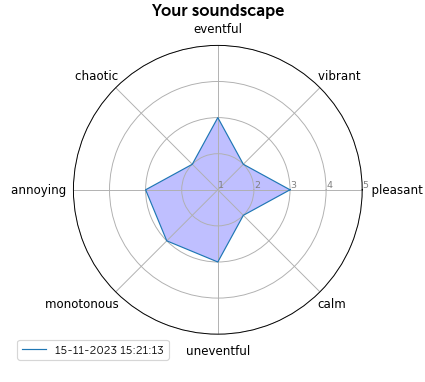 Your soundscape
eventful
chaotic
vibrant
annoying
1 2 3 4 5
pleasant
monotonous
calm
uneventful
15-11-2023 15:21:13